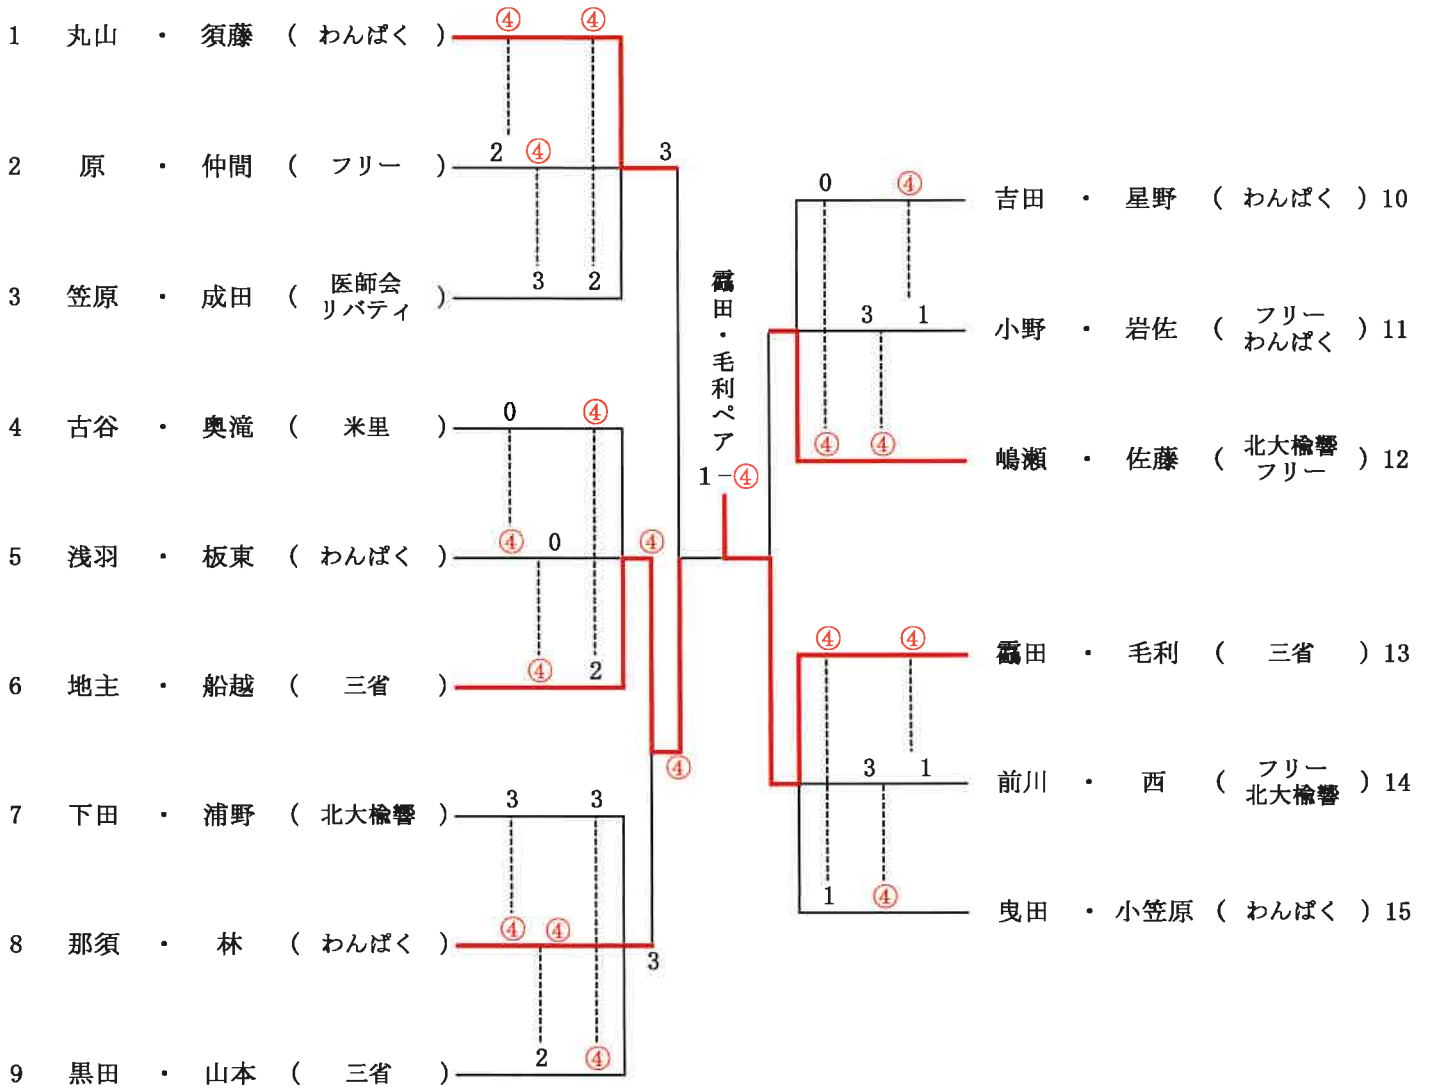 1 丸山 ・ 須藤 ( わんぱく )
④ ④
2 原 ・ 仲間 ( フリー )
2 ④
3
3 笠原 ・ 成田 ( 医師会 リバティ )
3 2
4 古谷 ・ 奥滝 ( 米里 )
0 ④
5 浅羽 ・ 板東 ( わんぱく )
④ 0
④
6 地主 ・ 船越 ( 三省 )
④ 2
④
7 下田 ・ 浦野 ( 北大楡響 )
3 3
8 那須 ・ 林 ( わんぱく )
④ ④
3
9 黒田 ・ 山本 ( 三省 )
2 ④
田・毛利ペア
1-④
吉田 ・ 星野 ( わんぱく ) 10
0 ④
小野 ・ 岩佐 ( フリー わんぱく ) 11
3 1
嶋瀬 ・ 佐藤 ( 北大楡響 フリー ) 12
④ ④
田 ・ 毛利 ( 三省 ) 13
④ ④
前川 ・ 西 ( フリー 北大楡響 ) 14
3 1
曳田 ・ 小笠原 ( わんぱく ) 15
1 ④